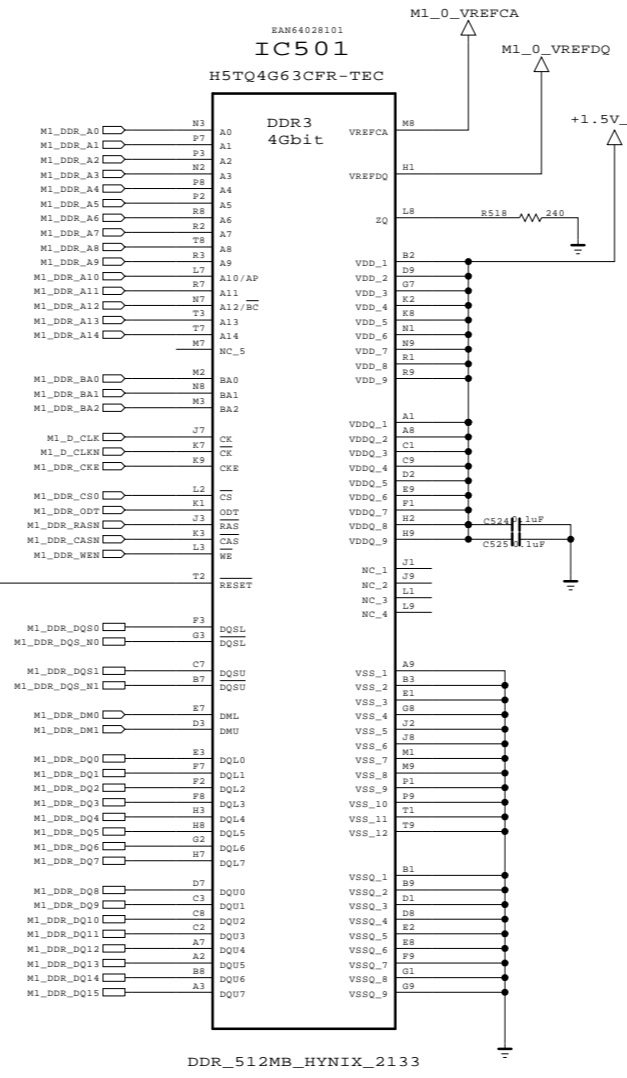 M1_0_VREFCA
EAN64028101
IC501
M1_0_VREFDQ
H5TQ4G63CFR-TEC
+1.5V_
DDR3
4Gbit
M1_DDR_A0 N3 A0
M1_DDR_A1 P7 A1
M1_DDR_A2 P3 A2
M1_DDR_A3 N2 A3
M1_DDR_A4 P8 A4
M1_DDR_A5 P2 A5
M1_DDR_A6 R8 A6
M1_DDR_A7 R2 A7
M1_DDR_A8 T8 A8
M1_DDR_A9 R3 A9
M1_DDR_A10 L7 A10/AP
M1_DDR_A11 R7 A11
M1_DDR_A12 N7 A12/BC
M1_DDR_A13 T3 A13
M1_DDR_A14 T7 A14
M7 NC_5
M1_DDR_BA0 M2 BA0
M1_DDR_BA1 N8 BA1
M1_DDR_BA2 M3 BA2
M1_D_CLK J7 CK
M1_D_CLKN K7 CK
M1_DDR_CKE K9 CKE
M1_DDR_CS0 L2 CS
M1_DDR_ODT K1 ODT
M1_DDR_RASN J3 RAS
M1_DDR_CASN K3 CAS
M1_DDR_WEN L3 WE
T2 RESET
M1_DDR_DQS0 F3 DQSL
M1_DDR_DQS_N0 G3 DQSL
M1_DDR_DQS1 C7 DQSU
M1_DDR_DQS_N1 B7 DQSU
M1_DDR_DM0 E7 DML
M1_DDR_DM1 D3 DMU
M1_DDR_DQ0 E3 DQL0
M1_DDR_DQ1 F7 DQL1
M1_DDR_DQ2 F2 DQL2
M1_DDR_DQ3 F8 DQL3
M1_DDR_DQ4 H3 DQL4
M1_DDR_DQ5 H8 DQL5
M1_DDR_DQ6 G2 DQL6
M1_DDR_DQ7 H7 DQL7
M1_DDR_DQ8 D7 DQU0
M1_DDR_DQ9 C3 DQU1
M1_DDR_DQ10 C8 DQU2
M1_DDR_DQ11 C2 DQU3
M1_DDR_DQ12 A7 DQU4
M1_DDR_DQ13 A2 DQU5
M1_DDR_DQ14 B8 DQU6
M1_DDR_DQ15 A3 DQU7
VREFCA M8
VREFDQ H1
ZQ L8 R518 240
VDD_1 B2
VDD_2 D9
VDD_3 G7
VDD_4 K2
VDD_5 K8
VDD_6 N1
VDD_7 N9
VDD_8 R1
VDD_9 R9
VDDQ_1 A1
VDDQ_2 A8
VDDQ_3 C1
VDDQ_4 C9
VDDQ_5 D2
VDDQ_6 E9
VDDQ_7 F1
VDDQ_8 H2 C524 0.1uF
VDDQ_9 H9 C525 0.1uF
NC_1 J1
NC_2 J9
NC_3 L1
NC_4 L9
VSS_1 A9
VSS_2 B3
VSS_3 E1
VSS_4 G8
VSS_5 J2
VSS_6 J8
VSS_7 M1
VSS_8 M9
VSS_9 P1
VSS_10 P9
VSS_11 T1
VSS_12 T9
VSSQ_1 B1
VSSQ_2 B9
VSSQ_3 D1
VSSQ_4 D8
VSSQ_5 E2
VSSQ_6 E8
VSSQ_7 F9
VSSQ_8 G1
VSSQ_9 G9
DDR_512MB_HYNIX_2133